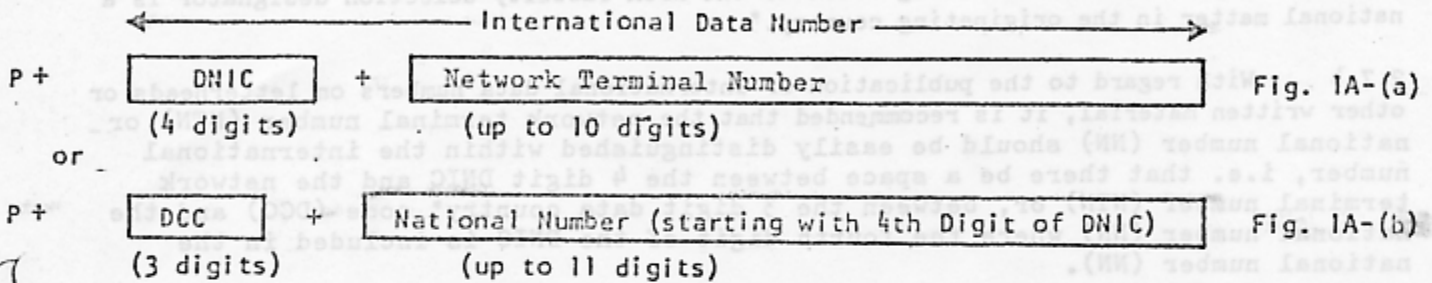 International Data Number
P+ DNIC + Network Terminal Number Fig. 1A-(a)
(4 digits) (up to 10 digits)
or
P+ DCC + National Number (starting with 4th Digit of DNIC) Fig. 1A-(b)
(3 digits) (up to 11 digits)